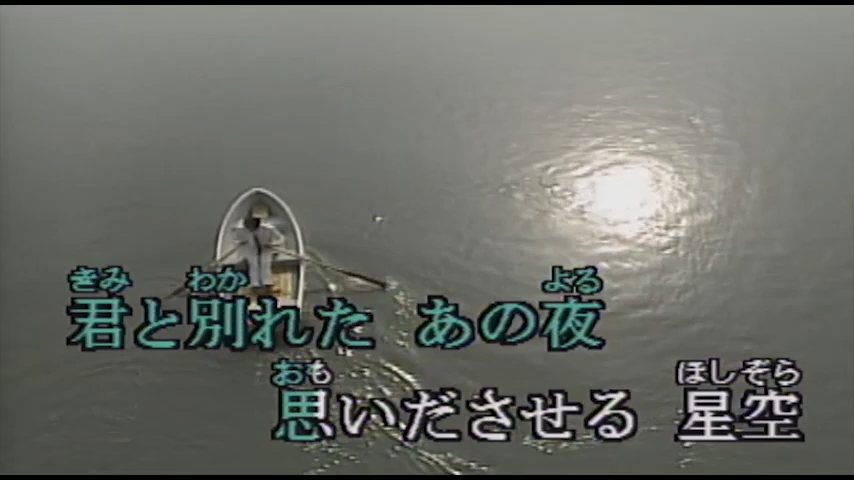 きみ わか よる
君と別れた あの夜
おも ほしぞら
思いださせる 星空